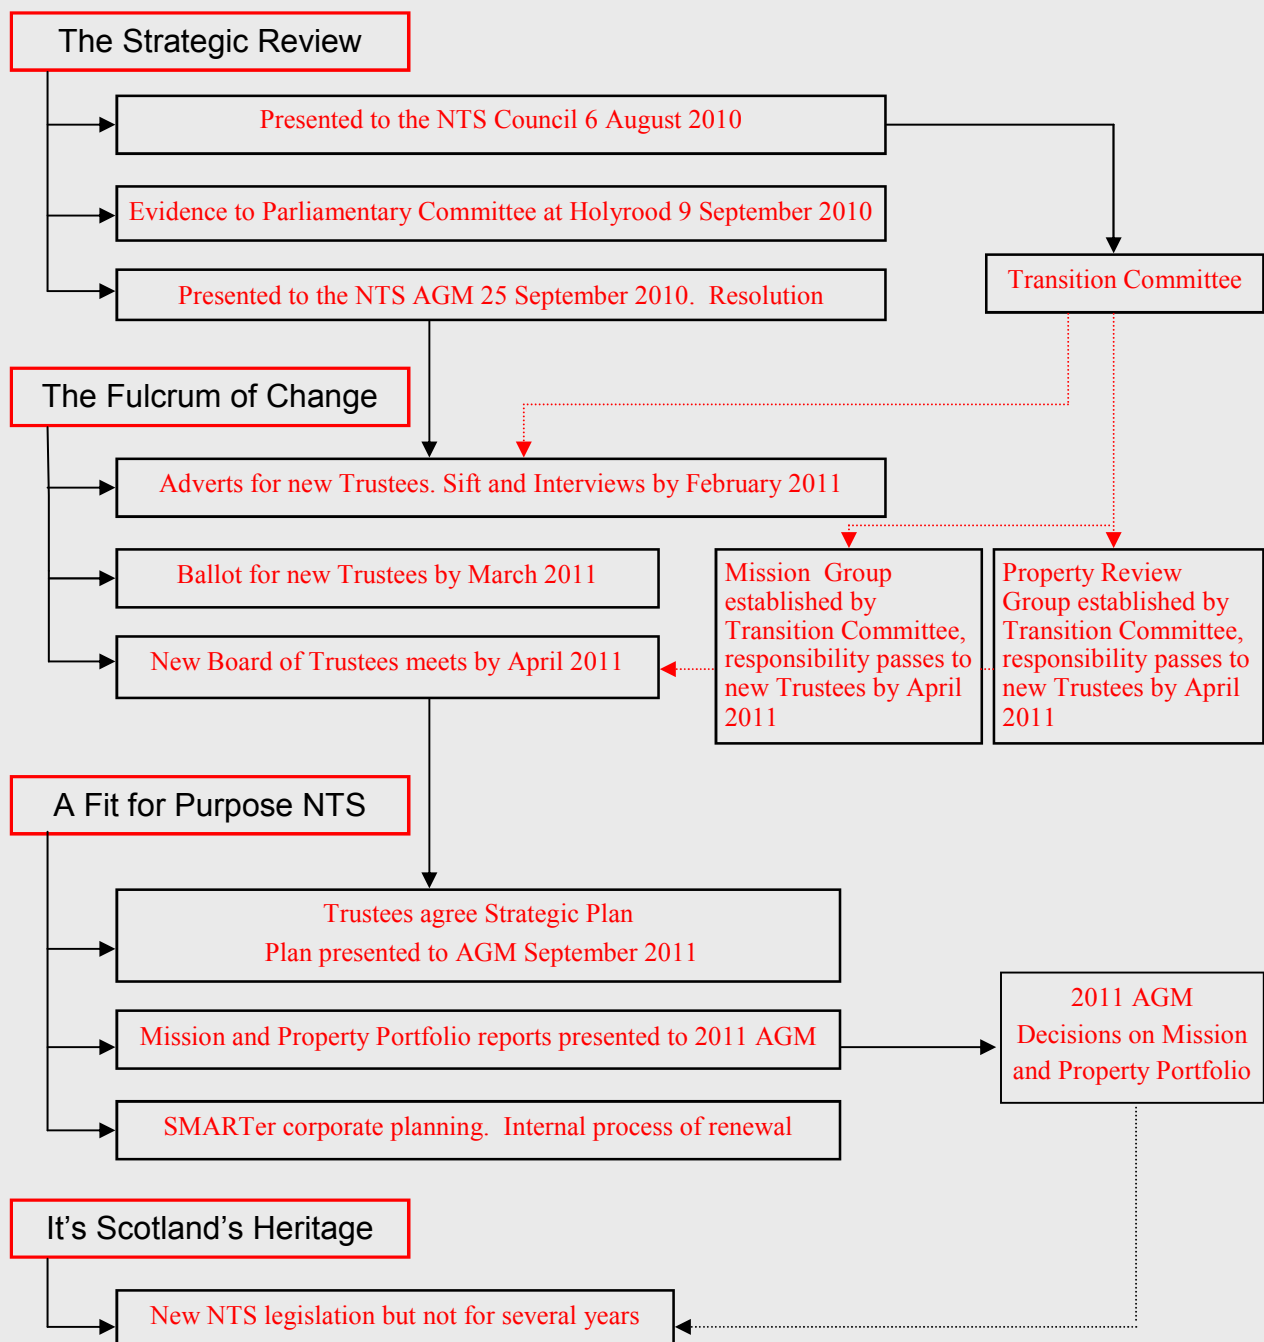 The Strategic Review
Presented to the NTS Council 6 August 2010
Evidence to Parliamentary Committee at Holyrood 9 September 2010
Presented to the NTS AGM 25 September 2010.  Resolution
Transition Committee
The Fulcrum of Change
Adverts for new Trustees. Sift and Interviews by February 2011
Ballot for new Trustees by March 2011
New Board of Trustees meets by April 2011
Mission  Group
established by
Transition Committee,
responsibility passes to
new Trustees by April
2011
Property Review
Group established by
Transition Committee,
responsibility passes to
new Trustees by April
2011
A Fit for Purpose NTS
Trustees agree Strategic Plan
Plan presented to AGM September 2011
Mission and Property Portfolio reports presented to 2011 AGM
2011 AGM
Decisions on Mission
and Property Portfolio
SMARTer corporate planning.  Internal process of renewal
It’s Scotland’s Heritage
New NTS legislation but not for several years